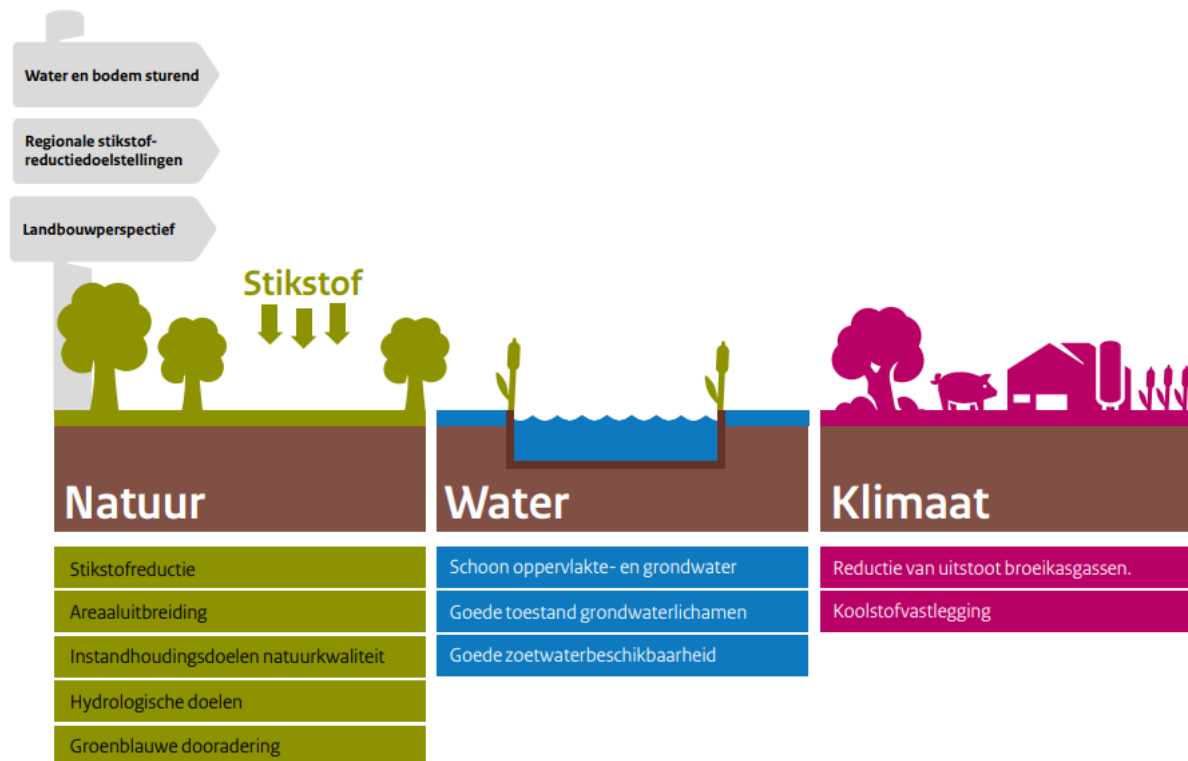 Water en bodem sturend
Regionale stikstof-
reductiedoelstellingen
Landbouwperspectief
Stikstof
Natuur
Stikstofreductie
Areaaluitbreiding
Instandhoudingsdoelen natuurkwaliteit
Hydrologische doelen
Groenblauwe dooradering
Water
Schoon oppervlakte- en grondwater
Goede toestand grondwaterlichamen
Goede zoetwaterbeschikbaarheid
Klimaat
Reductie van uitstoot broeikasgassen.
Koolstofvastlegging